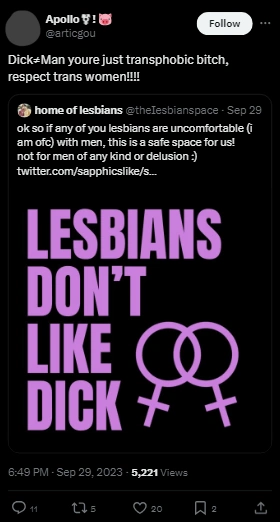 Apollo🏹! 🐷
@articgou
Follow
Dick≠Man youre just transphobic bitch,
respect trans women!!!!
home of lesbians @thelesbianspace · Sep 29
ok so if any of you lesbians are uncomfortable (i
am ofc) with men, this is a safe space for us!
not for men of any kind or delusion :)
twitter.com/sapphicslike/s...
LESBIANS
DON'T
LIKE
DICK
6:49 PM · Sep 29, 2023 · 5,221 Views
11 5 20 2